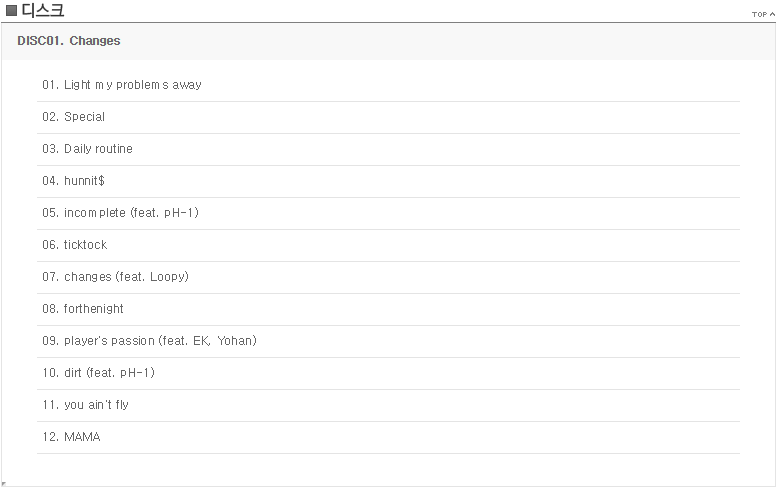 디스크
TOP
DISC01. Changes
01. Light my problems away
02. Special
03. Daily routine
04. hunnit$
05. incomplete (feat. pH-1)
06. ticktock
07. changes (feat. Loopy)
08. forthenight
09. player's passion (feat. EK, Yohan)
10. dirt (feat. pH-1)
11. you ain't fly
12. MAMA